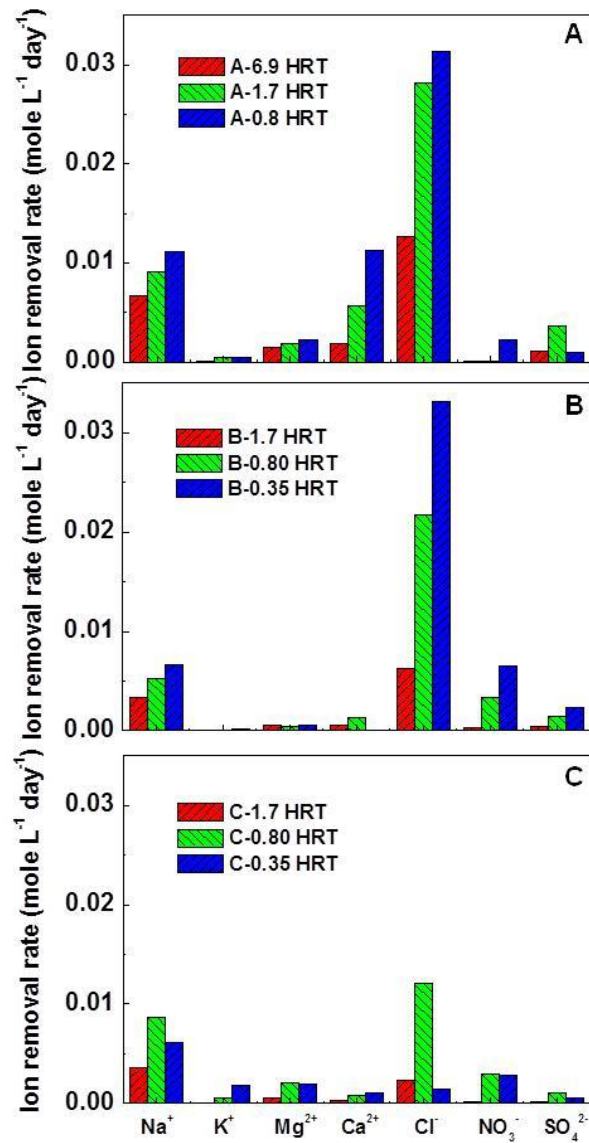 A
A-6.9 HRT
A-1.7 HRT
A-0.8 HRT
Ion removal rate (mole L⁻¹ day⁻¹)
0.03
0.02
0.01
0.00
B
B-1.7 HRT
B-0.80 HRT
B-0.35 HRT
Ion removal rate (mole L⁻¹ day⁻¹)
0.03
0.02
0.01
0.00
C
C-1.7 HRT
C-0.80 HRT
C-0.35 HRT
Ion removal rate (mole L⁻¹ day⁻¹)
0.03
0.02
0.01
0.00
Na⁺ K⁺ Mg²⁺ Ca²⁺ Cl⁻ NO₃⁻ SO₄²⁻